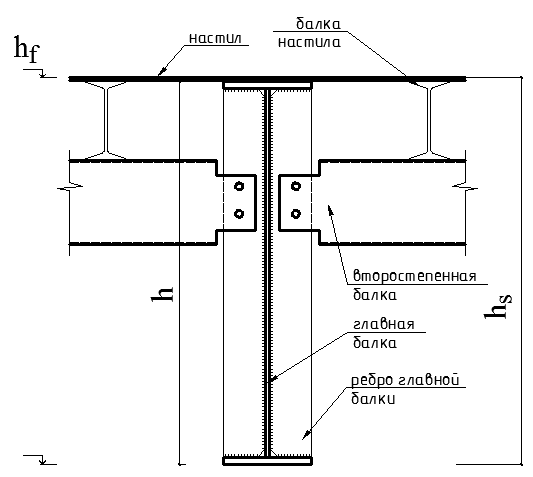 настил
балка
настила
h_f
второстепенная
балка
h
h_s
главная
балка
ребро главной
балки